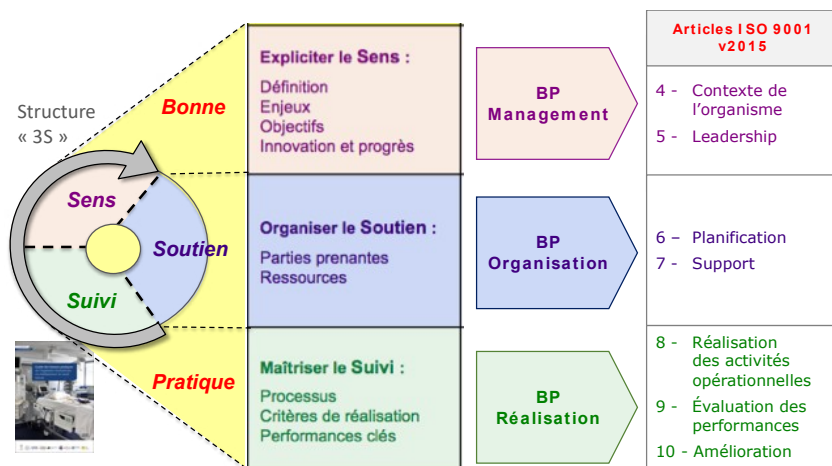 Structure
« 3S »
Sens
Soutien
Suivi
Bonne
Pratique
Expliciter le Sens :
Définition
Enjeux
Objectifs
Innovation et progrès
Organiser le Soutien :
Parties prenantes
Ressources
Maîtriser le Suivi :
Processus
Critères de réalisation
Performances clés
BP
Management
BP
Organisation
BP
Réalisation
Articles ISO 9001
v2015
4 - Contexte de
l’organisme
5 - Leadership
6 – Planification
7 - Support
8 - Réalisation
des activités
opérationnelles
9 - Évaluation des
performances
10 - Amélioration